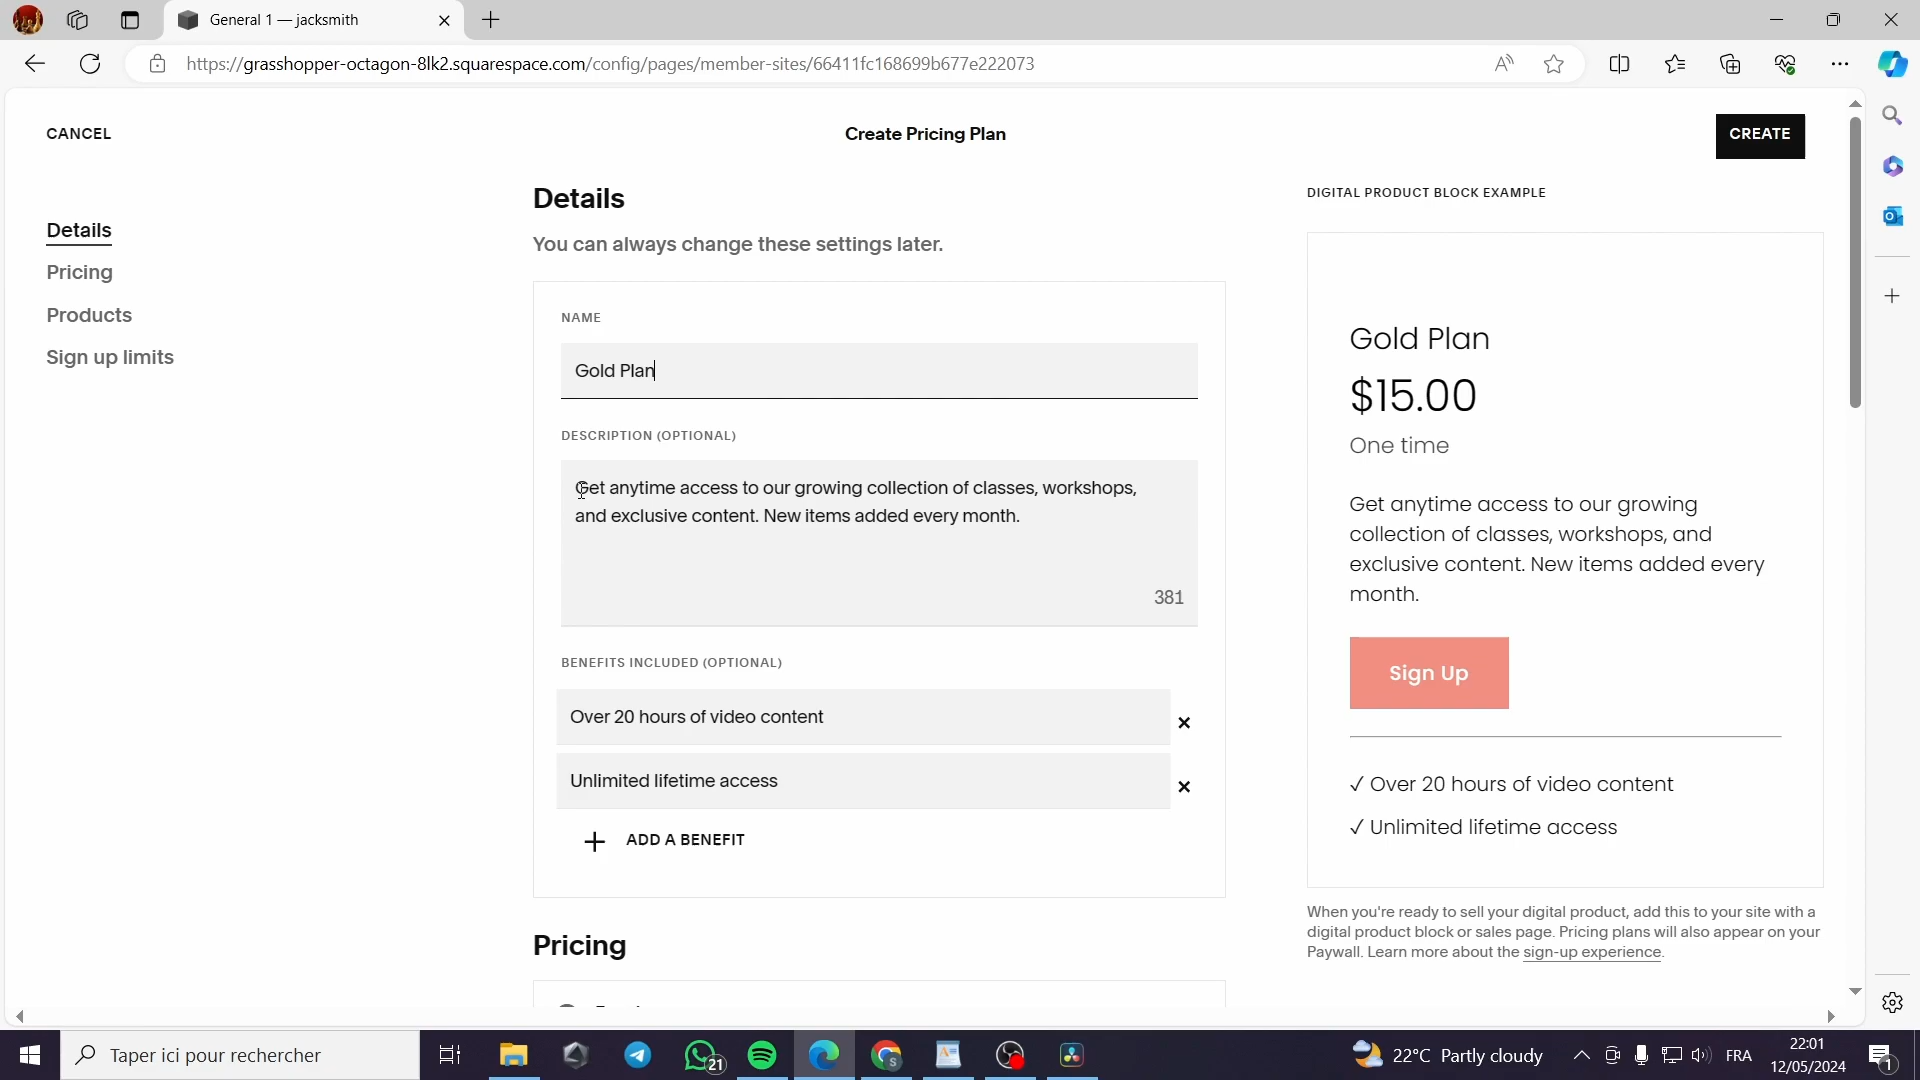 General 1 — jacksmith
https://grasshopper-octagon-8lk2.squarespace.com/config/pages/member-sites/66411fc168699b677e222073
CANCEL
Create Pricing Plan
CREATE
Details
Pricing
Products
Sign up limits
Details
You can always change these settings later.
NAME
Gold Plan
DESCRIPTION (OPTIONAL)
Get anytime access to our growing collection of classes, workshops,
and exclusive content. New items added every month.
381
BENEFITS INCLUDED (OPTIONAL)
Over 20 hours of video content
Unlimited lifetime access
ADD A BENEFIT
Pricing
DIGITAL PRODUCT BLOCK EXAMPLE
Gold Plan
$15.00
One time
Get anytime access to our growing
collection of classes, workshops, and
exclusive content. New items added every
month.
Sign Up
✓ Over 20 hours of video content
✓ Unlimited lifetime access
When you're ready to sell your digital product, add this to your site with a
digital product block or sales page. Pricing plans will also appear on your
Paywall. Learn more about the sign-up experience.
Taper ici pour rechercher
21
22°C Partly cloudy
FRA
22:01
12/05/2024
1